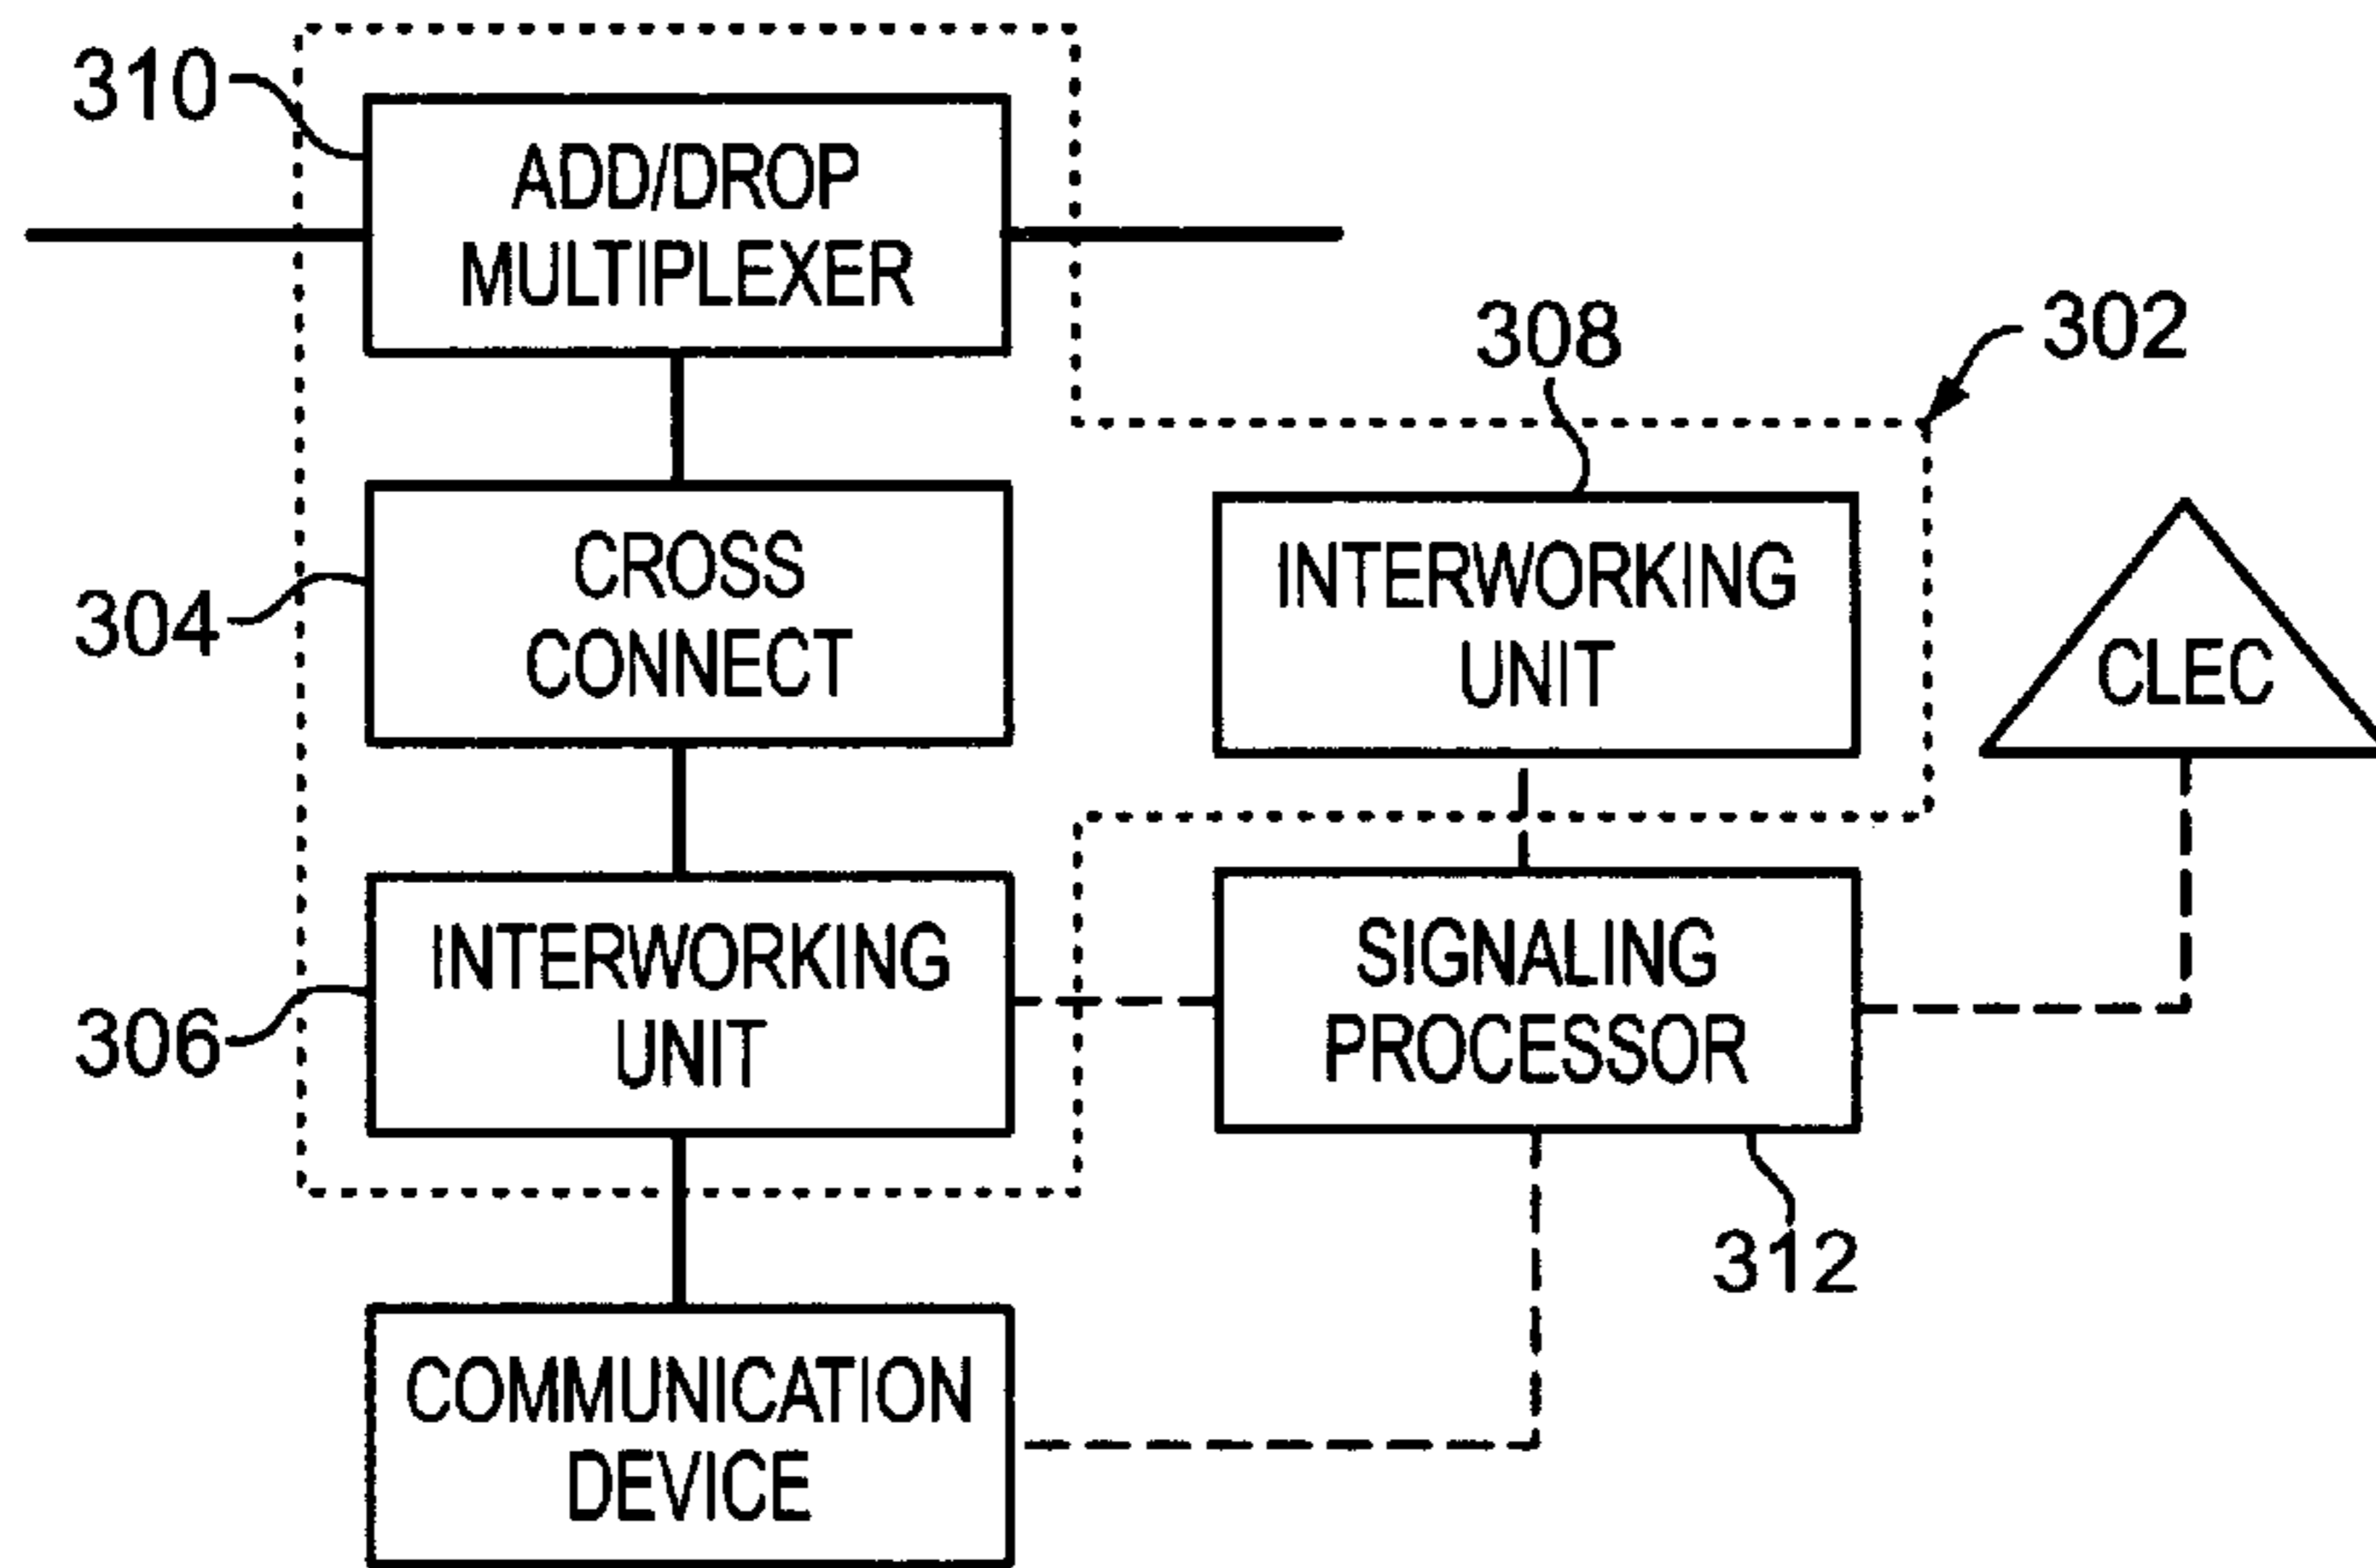 310
ADD/DROP
MULTIPLEXER
308
302
304
CROSS
CONNECT
INTERWORKING
UNIT
CLEC
306
INTERWORKING
UNIT
SIGNALING
PROCESSOR
312
COMMUNICATION
DEVICE